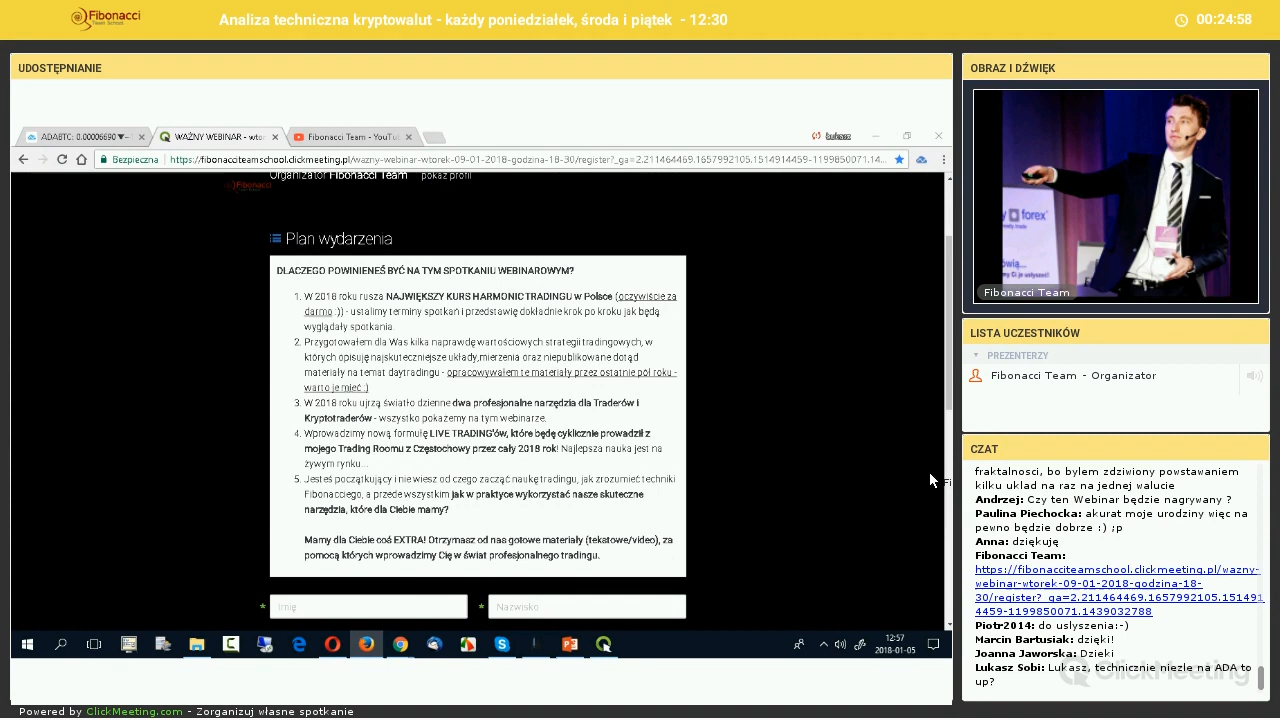 Fibonacci
Team School
Analiza techniczna kryptowalut - każdy poniedziałek, środa i piątek - 12:30
00:24:58
UDOSTĘPNIANIE
ADABTC: 0.00006690 ▼
WAŻNY WEBINAR - wto
Fibonacci Team - YouTu
Łukasz
Bezpieczna
https://fibonacciteamschool.clickmeeting.pl/wazny-webinar-wtorek-09-01-2018-godzina-18-30/register?_ga=2.211464469.1657992105.1514914459-1199850071.14...
Organizator Fibonacci Team pokaż profil
Fibonacci
Plan wydarzenia
DLACZEGO POWINIENEŚ BYĆ NA TYM SPOTKANIU WEBINAROWYM?
1. W 2018 roku rusza NAJWIĘKSZY KURS HARMONIC TRADINGU w Polsce (oczywiście za
darmo :)) - ustalimy terminy spotkań i przedstawię dokładnie krok po kroku jak będą
wyglądały spotkania.
2. Przygotowałem dla Was kilka naprawdę wartościowych strategii tradingowych, w
których opisuję najskuteczniejsze układy,mierzenia oraz niepublikowane dotąd
materiały na temat daytradingu - opracowywałem te materiały przez ostatnie pół roku -
warto je mieć :)
3. W 2018 roku ujrzą światło dzienne dwa profesjonalne narzędzia dla Traderów i
Kryptotraderów - wszystko pokażemy na tym webinarze.
4. Wprowadzimy nową formułę LIVE TRADING'ów, które będę cyklicznie prowadził z
mojego Trading Roomu z Częstochowy przez cały 2018 rok! Najlepsza nauka jest na
żywym rynku...
5. Jesteś początkujący i nie wiesz od czego zacząć naukę tradingu, jak zrozumieć techniki
Fibonacciego, a przede wszystkim jak w praktyce wykorzystać nasze skuteczne
narzędzia, które dla Ciebie mamy?
Mamy dla Ciebie coś EXTRA! Otrzymasz od nas gotowe materiały (tekstowe/video), za
pomocą których wprowadzimy Cię w świat profesjonalnego tradingu.
* Imię
* Nazwisko
12:57
2018-01-05
OBRAZ I DŹWIĘK
forex
Fibonacci Team
LISTA UCZESTNIKÓW
PREZENTERZY
Fibonacci Team - Organizator
CZAT
fraktalnosci, bo bylem zdziwiony powstawaniem
kilku uklad na raz na jednej walucie
Andrzej: Czy ten Webinar będzie nagrywany ?
Paulina Piechocka: akurat moje urodziny więc na
pewno będzie dobrze :) ;p
Anna: dziękuję
Fibonacci Team:
https://fibonacciteamschool.clickmeeting.pl/wazny-
webinar-wtorek-09-01-2018-godzina-18-
30/register?_ga=2.211464469.1657992105.151491
4459-1199850071.1439032788
Piotr2014: do uslyszenia:-)
Marcin Bartusiak: dzięki!
Joanna Jaworska: Dzieki
Lukasz Sobi: Lukasz, technicznie niezle na ADA to
up?
ClickMeeting
Powered by ClickMeeting.com - Zorganizuj własne spotkanie